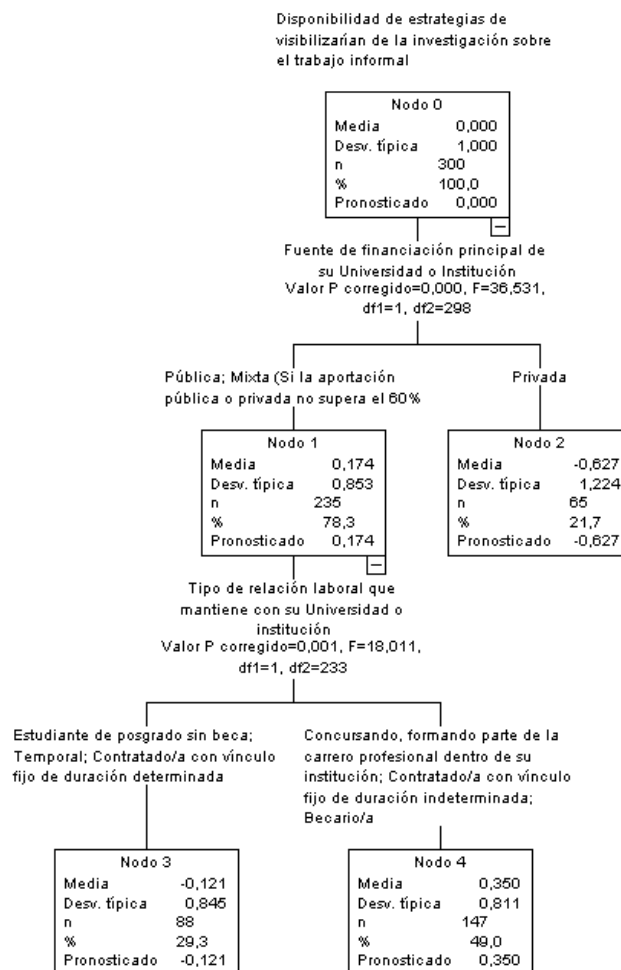 Disponibilidad de estrategias de
visibilizarían de la investigación sobre
el trabajo informal
Nodo 0
Media 0,000
Desv. típica 1,000
n 300
% 100,0
Pronosticado 0,000
Fuente de financiación principal de
su Universidad o Institución
Valor P corregido=0,000, F=36,531,
df1=1, df2=298
Pública; Mixta (Si la aportación
pública o privada no supera el 60%
Privada
Nodo 1
Media 0,174
Desv. típica 0,853
n 235
% 78,3
Pronosticado 0,174
Nodo 2
Media -0,627
Desv. típica 1,224
n 65
% 21,7
Pronosticado -0,627
Tipo de relación laboral que
mantiene con su Universidad o
institución
Valor P corregido=0,001, F=18,011,
df1=1, df2=233
Estudiante de posgrado sin beca;
Temporal; Contratado/a con vínculo
fijo de duración determinada
Concursando, formando parte de la
carrero profesional dentro de su
institución; Contratado/a con vínculo
fijo de duración indeterminada;
Becario/a
Nodo 3
Media -0,121
Desv. típica 0,845
n 88
% 29,3
Pronosticado -0,121
Nodo 4
Media 0,350
Desv. típica 0,811
n 147
% 49,0
Pronosticado 0,350